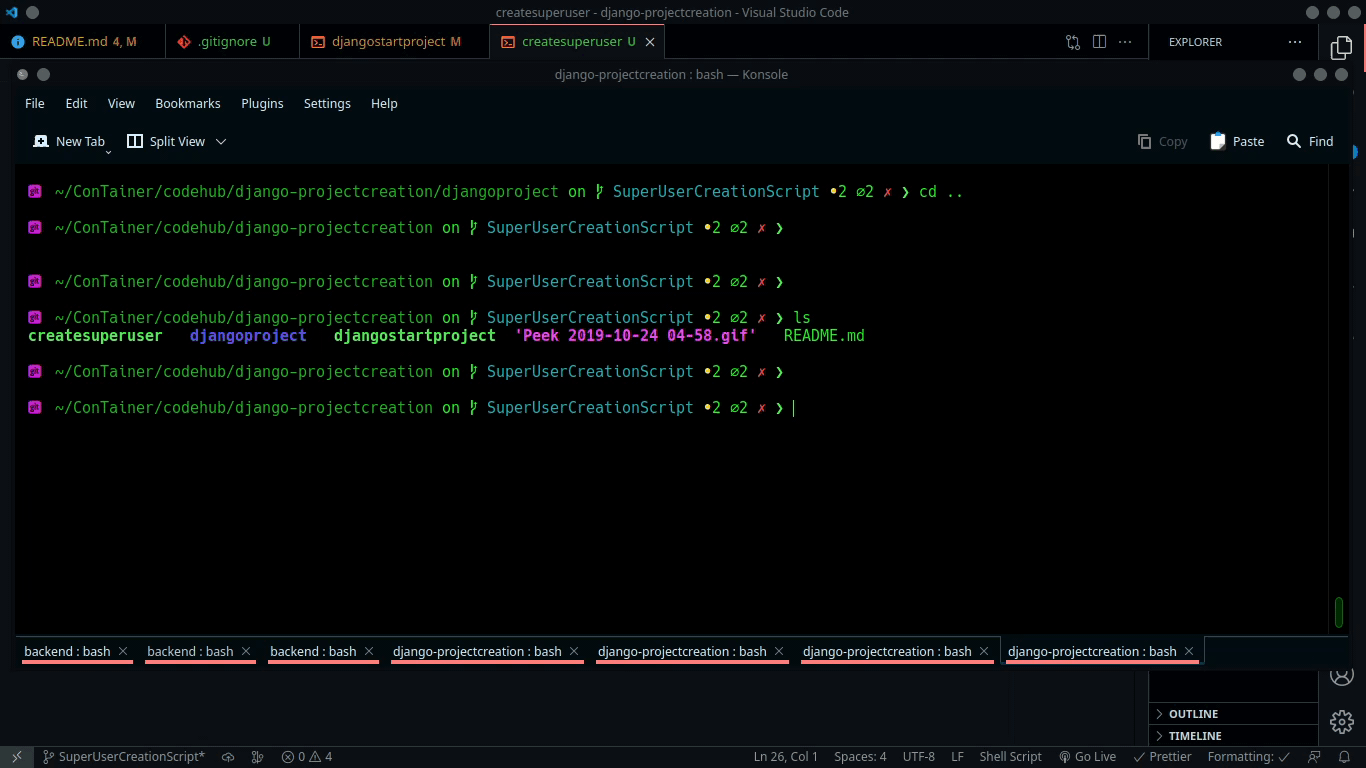 createsuperuser - django-projectcreation - Visual Studio Code
README.md 4, M
.gitignore U
djangostartproject M
createsuperuser U
EXPLORER
django-projectcreation : bash — Konsole
File Edit View Bookmarks Plugins Settings Help
New Tab Split View Copy Paste Find
~/ConTainer/codehub/django-projectcreation/djangoproject on SuperUserCreationScript •2 ⌀2 ✗ ❯ cd ..
~/ConTainer/codehub/django-projectcreation on SuperUserCreationScript •2 ⌀2 ✗ ❯
~/ConTainer/codehub/django-projectcreation on SuperUserCreationScript •2 ⌀2 ✗ ❯
~/ConTainer/codehub/django-projectcreation on SuperUserCreationScript •2 ⌀2 ✗ ❯ ls
createsuperuser djangoproject djangostartproject 'Peek 2019-10-24 04-58.gif' README.md
~/ConTainer/codehub/django-projectcreation on SuperUserCreationScript •2 ⌀2 ✗ ❯
~/ConTainer/codehub/django-projectcreation on SuperUserCreationScript •2 ⌀2 ✗ ❯
backend : bash backend : bash backend : bash django-projectcreation : bash django-projectcreation : bash django-projectcreation : bash django-projectcreation : bash
OUTLINE
TIMELINE
SuperUserCreationScript* 0 4 Ln 26, Col 1 Spaces: 4 UTF-8 LF Shell Script Go Live Prettier Formatting: ✓